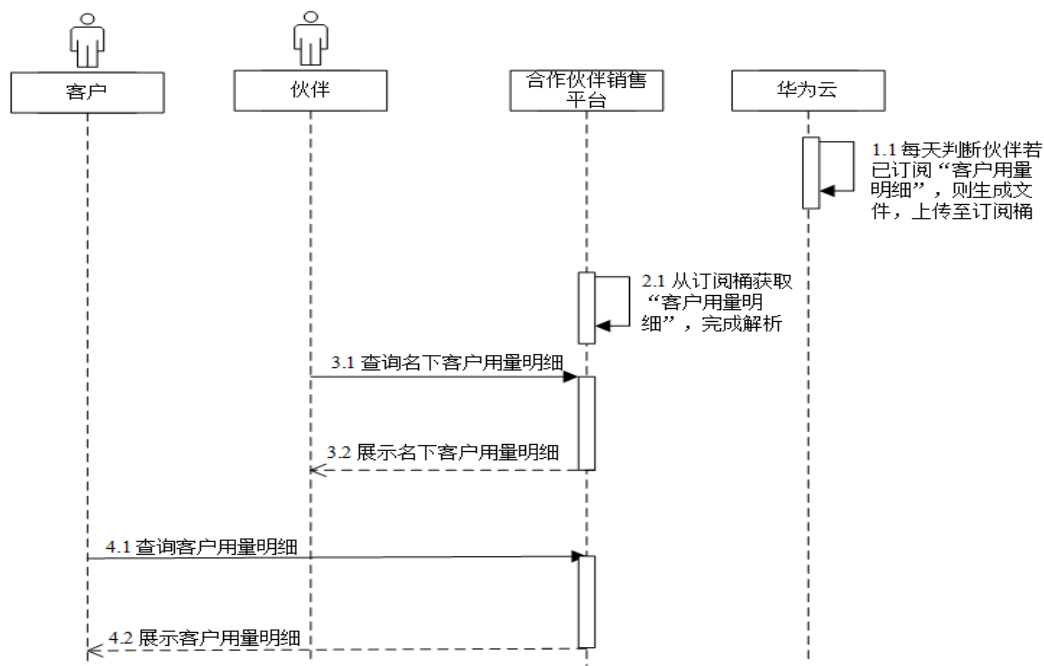 客户
伙伴
合作伙伴销售
平台
华为云
1.1 每天判断伙伴若
已订阅“客户用量
明细”，则生成文
件，上传至订阅桶
2.1 从订阅桶获取
“客户用量明
细”，完成解析
3.1 查询名下客户用量明细
3.2 展示名下客户用量明细
4.1 查询客户用量明细
4.2 展示客户用量明细